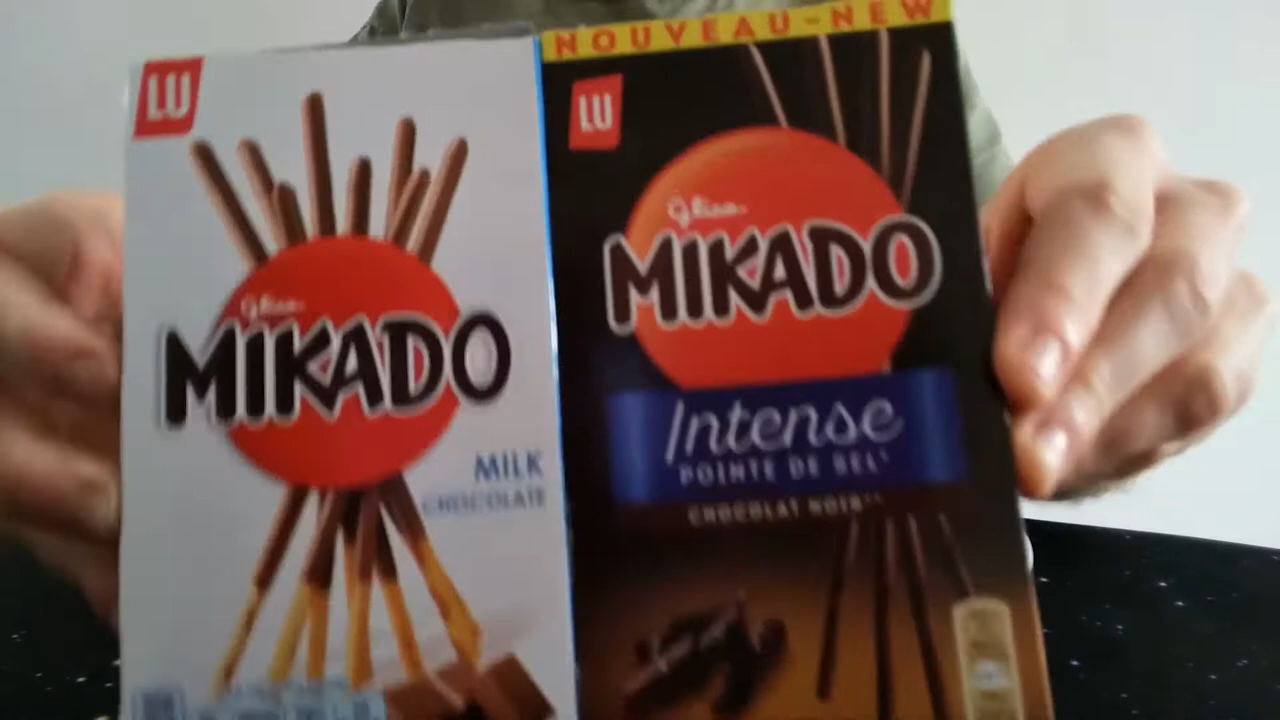 LU
Glico
MIKADO
MILK
CHOCOLATE
NOUVEAU-NEW
LU
Glico
MIKADO
Intense
POINTE DE SEL*
CHOCOLAT NOIR**